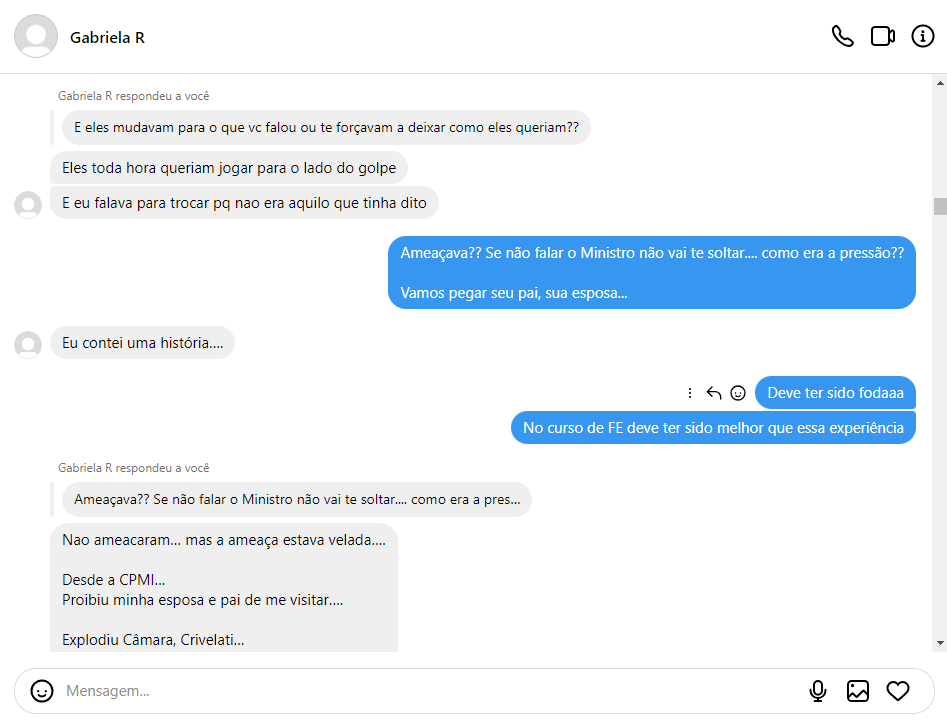 Gabriela R
Gabriela R respondeu a você
E eles mudavam para o que vc falou ou te forçavam a deixar como eles queriam??
Eles toda hora queriam jogar para o lado do golpe
E eu falava para trocar pq nao era aquilo que tinha dito
Ameaçava?? Se não falar o Ministro não vai te soltar.... como era a pressão??
Vamos pegar seu pai, sua esposa...
Eu contei uma história....
Deve ter sido fodaaa
No curso de FE deve ter sido melhor que essa experiência
Gabriela R respondeu a você
Ameaçava?? Se não falar o Ministro não vai te soltar.... como era a pres...
Nao ameacaram... mas a ameaça estava velada....
Desde a CPMI...
Proibiu minha esposa e pai de me visitar....
Explodiu Câmara, Crivelati...
Mensagem...